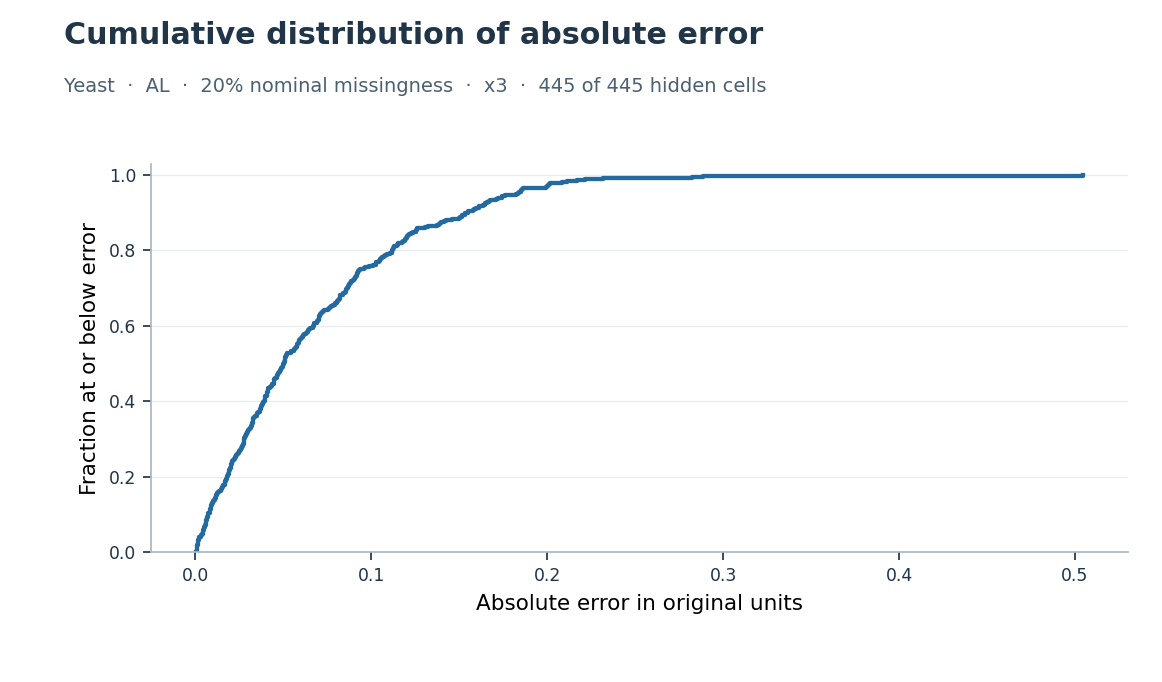 Cumulative distribution of absolute error
Yeast · AL · 20% nominal missingness · x3 · 445 of 445 hidden cells
Fraction at or below error
1.0
0.8
0.6
0.4
0.2
0.0
0.0 0.1 0.2 0.3 0.4 0.5
Absolute error in original units